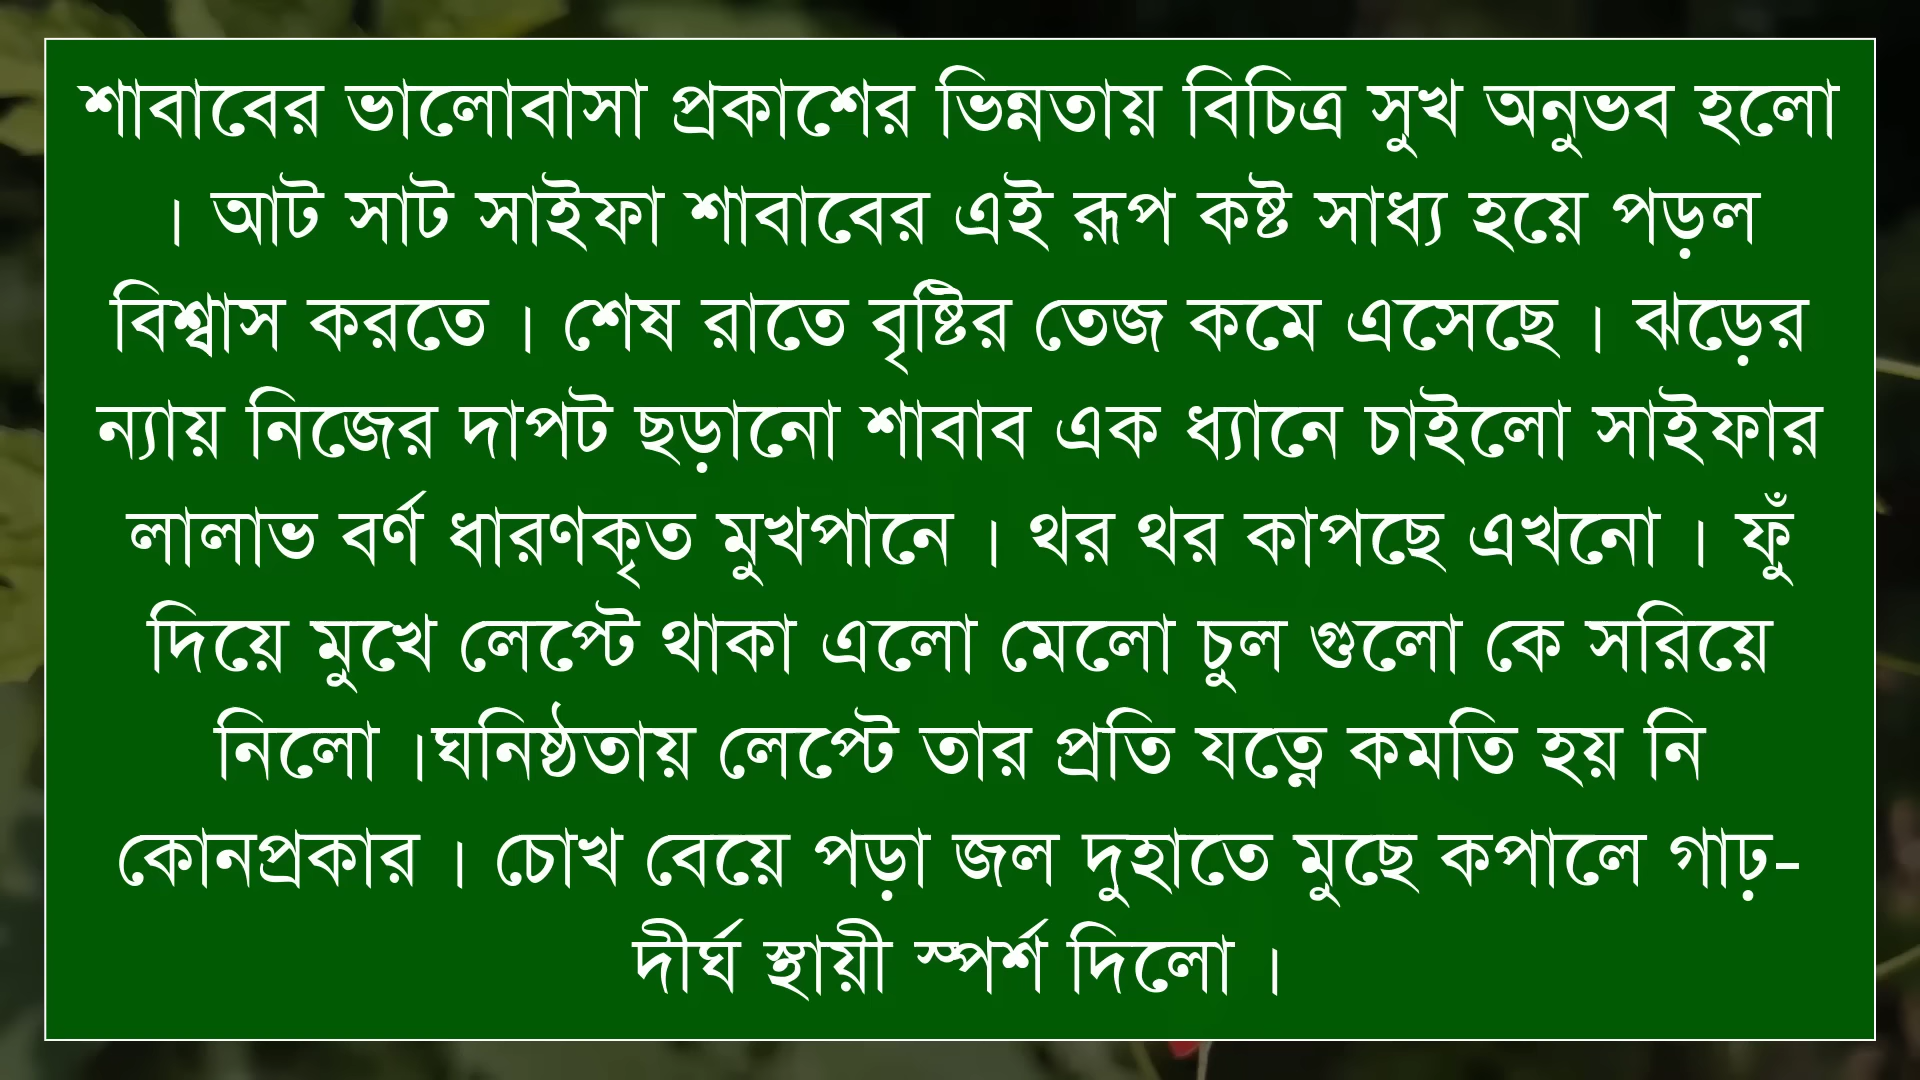 শাবাবের ভালোবাসা প্রকাশের ভিন্নতায় বিচিত্র সুখ অনুভব হলো
। আট সাট সাইফা শাবাবের এই রূপ কষ্ট সাধ্য হয়ে পড়ল
বিশ্বাস করতে । শেষ রাতে বৃষ্টির তেজ কমে এসেছে । ঝড়ের
ন্যায় নিজের দাপট ছড়ানো শাবাব এক ধ্যানে চাইলো সাইফার
লালাভ বর্ণ ধারণকৃত মুখপানে । থর থর কাপছে এখনো । ফুঁ
দিয়ে মুখে লেপ্টে থাকা এলো মেলো চুল গুলো কে সরিয়ে
নিলো ।ঘনিষ্ঠতায় লেপ্টে তার প্রতি যত্নে কমতি হয় নি
কোনপ্রকার । চোখ বেয়ে পড়া জল দুহাতে মুছে কপালে গাঢ়-
দীর্ঘ স্থায়ী স্পর্শ দিলো ।